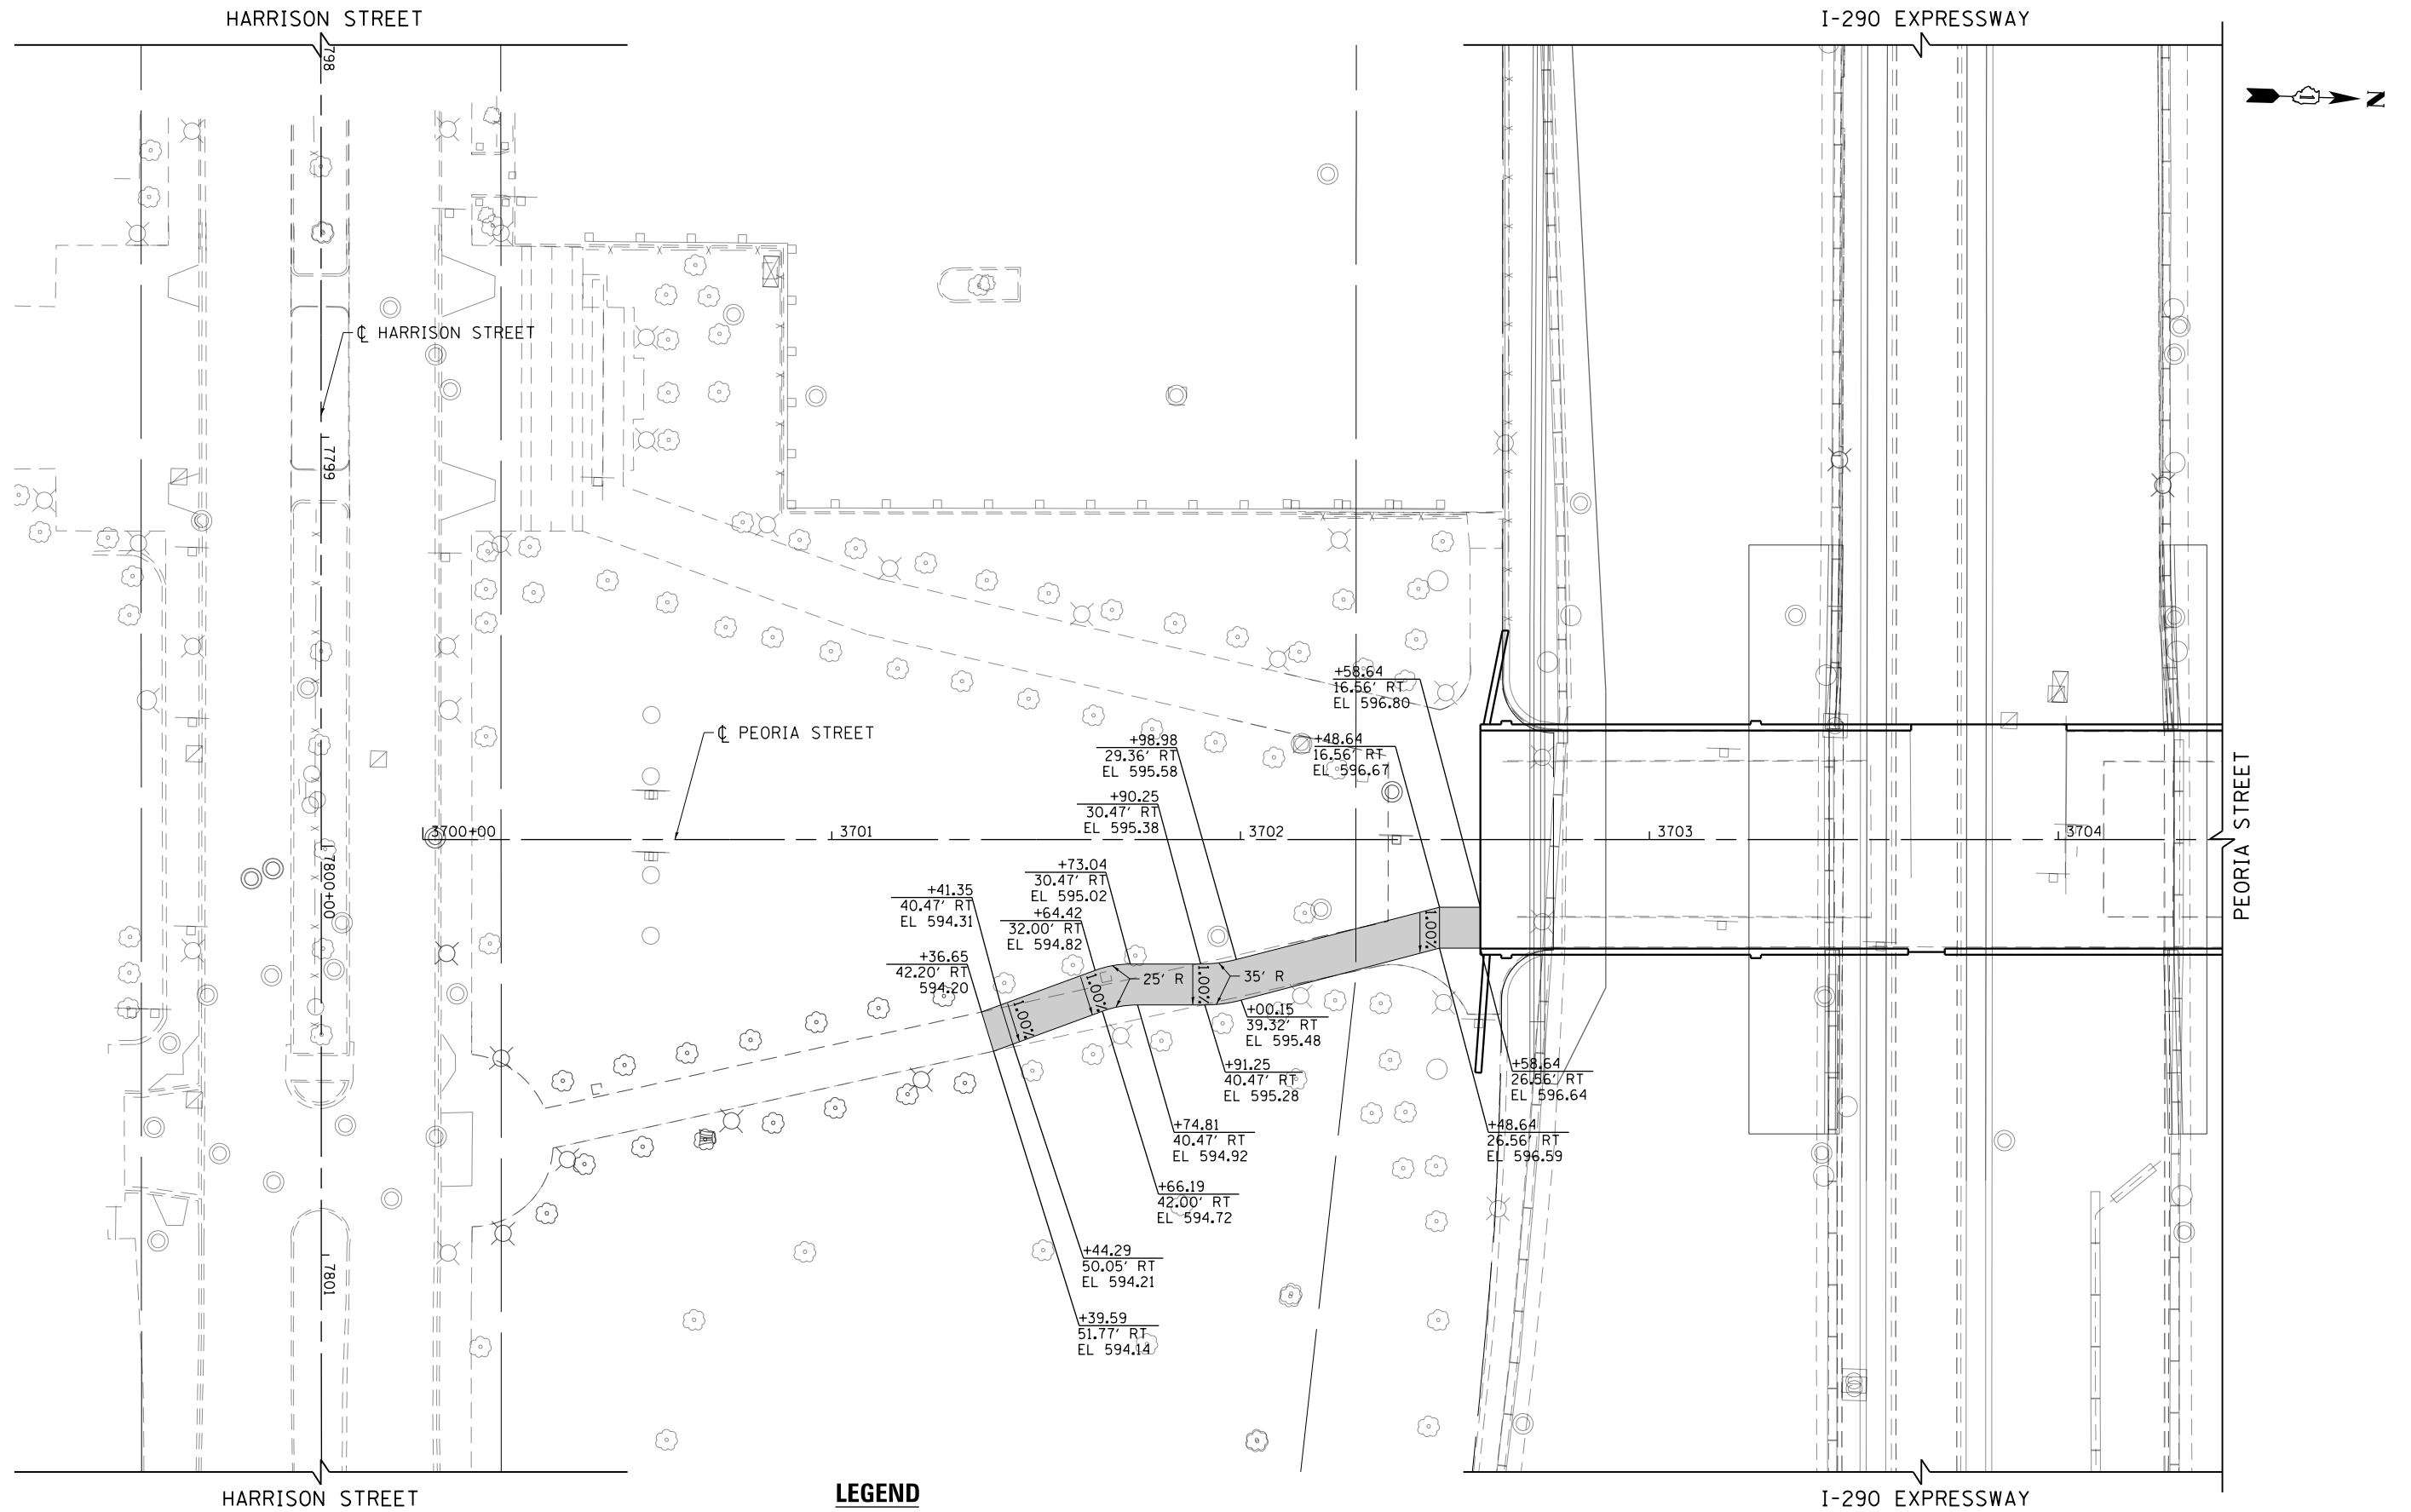 HARRISON STREET
I-290 EXPRESSWAY
798
N
℄ HARRISON STREET
7799
+58.64
16.56' RT
EL 596.80
℄ PEORIA STREET
+98.98
29.36' RT
EL 595.58
+48.64
16.56' RT
EL 596.67
+90.25
30.47' RT
EL 595.38
3700+00
3701
3702
3703
3704
PEORIA STREET
7800+00
+73.04
30.47' RT
EL 595.02
+41.35
40.47' RT
EL 594.31
+64.42
32.00' RT
EL 594.82
+36.65
42.20' RT
594.20
1.00%
1.00%
1.00%
1.00%
25' R
35' R
+00.15
39.32' RT
EL 595.48
+91.25
40.47' RT
EL 595.28
+58.64
26.56' RT
EL 596.64
+74.81
40.47' RT
EL 594.92
+48.64
26.56' RT
EL 596.59
+66.19
42.00' RT
EL 594.72
+44.29
50.05' RT
EL 594.21
7801
+39.59
51.77' RT
EL 594.14
LEGEND
HARRISON STREET
I-290 EXPRESSWAY